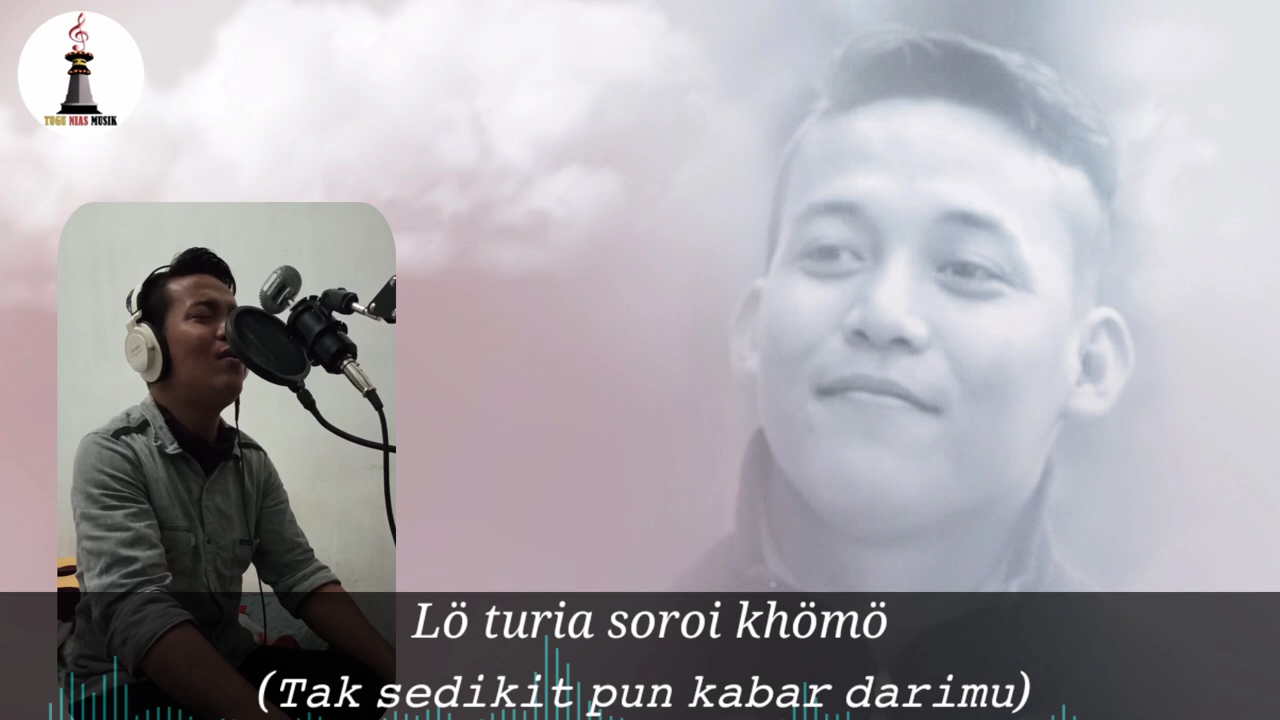 TUGU NIAS MUSIK
Lö turia soroi khömö
(Tak sedikit pun kabar darimu)